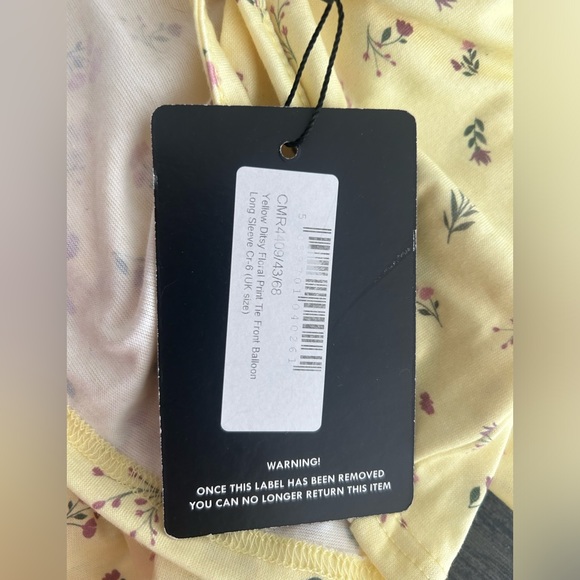 CMR4409/43/68
Yellow Ditsy Floral Print Tie Front Balloon
Long Sleeve Cr-6 (UK size)
WARNING!
ONCE THIS LABEL HAS BEEN REMOVED
YOU CAN NO LONGER RETURN THIS ITEM